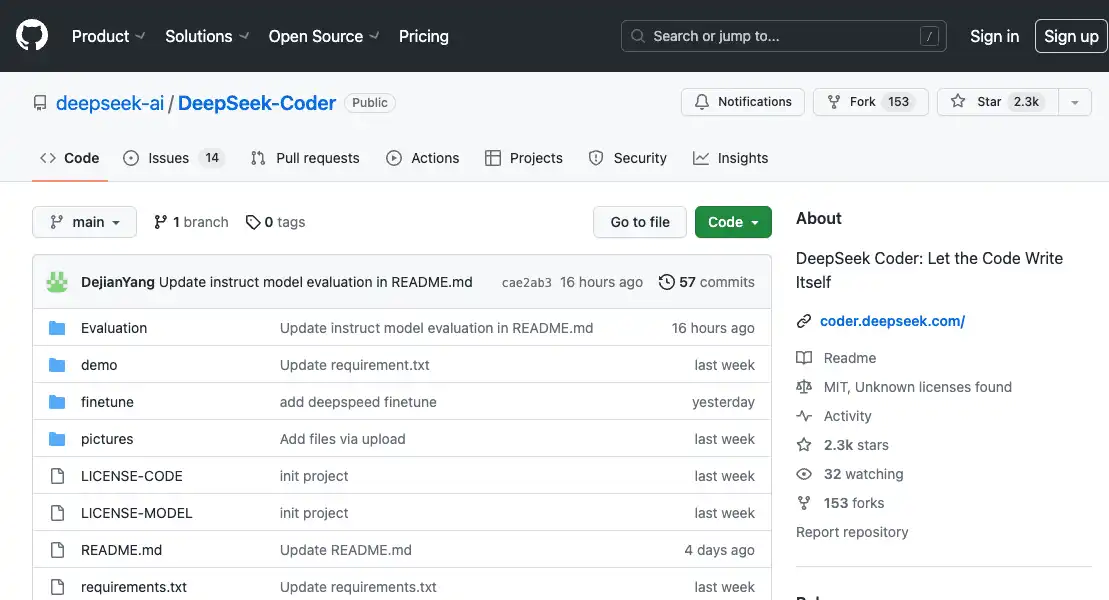 Product Solutions Open Source Pricing Search or jump to... / Sign in Sign up
deepseek-ai / DeepSeek-Coder Public Notifications Fork 153 Star 2.3k
Code Issues 14 Pull requests Actions Projects Security Insights
main 1 branch 0 tags Go to file Code
DejianYang Update instruct model evaluation in README.md cae2ab3 16 hours ago 57 commits
Evaluation Update instruct model evaluation in README.md 16 hours ago
demo Update requirement.txt last week
finetune add deepspeed finetune yesterday
pictures Add files via upload last week
LICENSE-CODE init project last week
LICENSE-MODEL init project last week
README.md Update README.md 4 days ago
requirements.txt Update requirements.txt last week
About
DeepSeek Coder: Let the Code Write
Itself
coder.deepseek.com/
Readme
MIT, Unknown licenses found
Activity
2.3k stars
32 watching
153 forks
Report repository